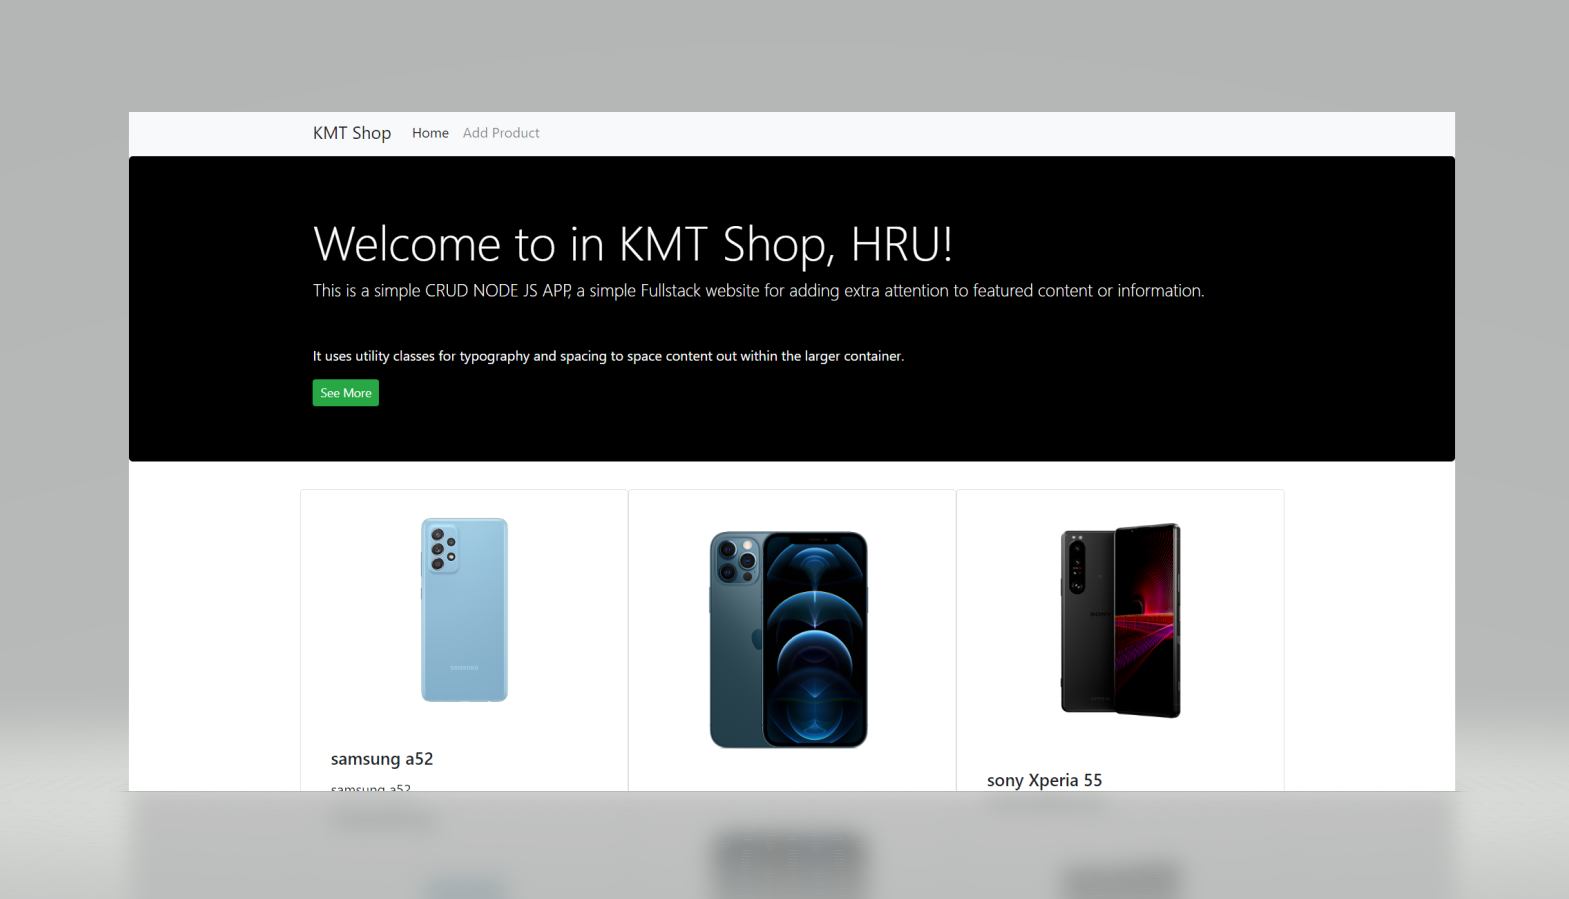 KMT Shop Home Add Product
Welcome to in KMT Shop, HRU!
This is a simple CRUD NODE JS APP, a simple Fullstack website for adding extra attention to featured content or information.
It uses utility classes for typography and spacing to space content out within the larger container.
See More
SAMSUNG
SONY
samsung a52
sony Xperia 55
samsung a52